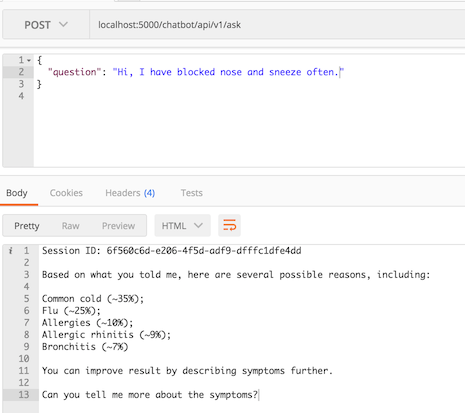 POST
localhost:5000/chatbot/api/v1/ask
1 {
2 "question": "Hi, I have blocked nose and sneeze often."
3 }
4
Body Cookies Headers (4) Tests
Pretty Raw Preview HTML
i 1 Session ID: 6f560c6d-e206-4f5d-adf9-dfffc1dfe4dd
2
3 Based on what you told me, here are several possible reasons, including:
4
5 Common cold (~35%);
6 Flu (~25%);
7 Allergies (~10%);
8 Allergic rhinitis (~9%);
9 Bronchitis (~7%)
10
11 You can improve result by describing symptoms further.
12
13 Can you tell me more about the symptoms?